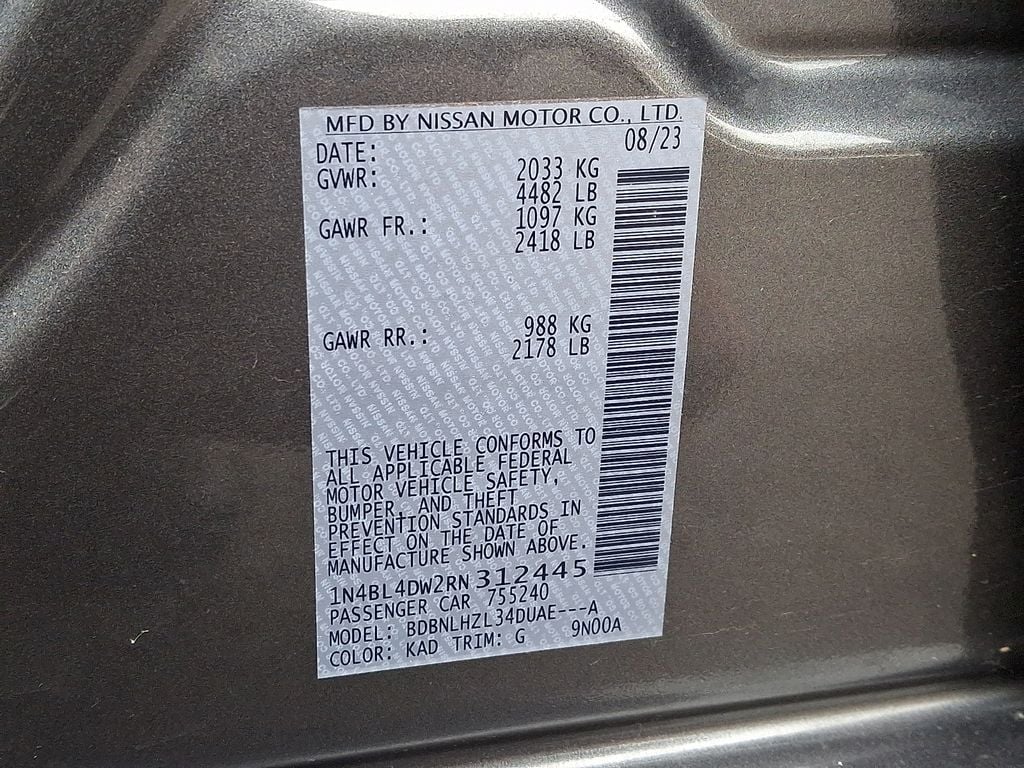 MFD BY NISSAN MOTOR CO., LTD.
DATE: 08/23
GVWR: 2033 KG
4482 LB
GAWR FR.: 1097 KG
2418 LB
GAWR RR.: 988 KG
2178 LB
THIS VEHICLE CONFORMS TO
ALL APPLICABLE FEDERAL
MOTOR VEHICLE SAFETY,
BUMPER, AND THEFT
PREVENTION STANDARDS IN
EFFECT ON THE DATE OF
MANUFACTURE SHOWN ABOVE.
1N4BL4DW2RN312445
PASSENGER CAR 755240
MODEL: BDBNLHZL34DUAE---A
COLOR: KAD TRIM: G 9N00A